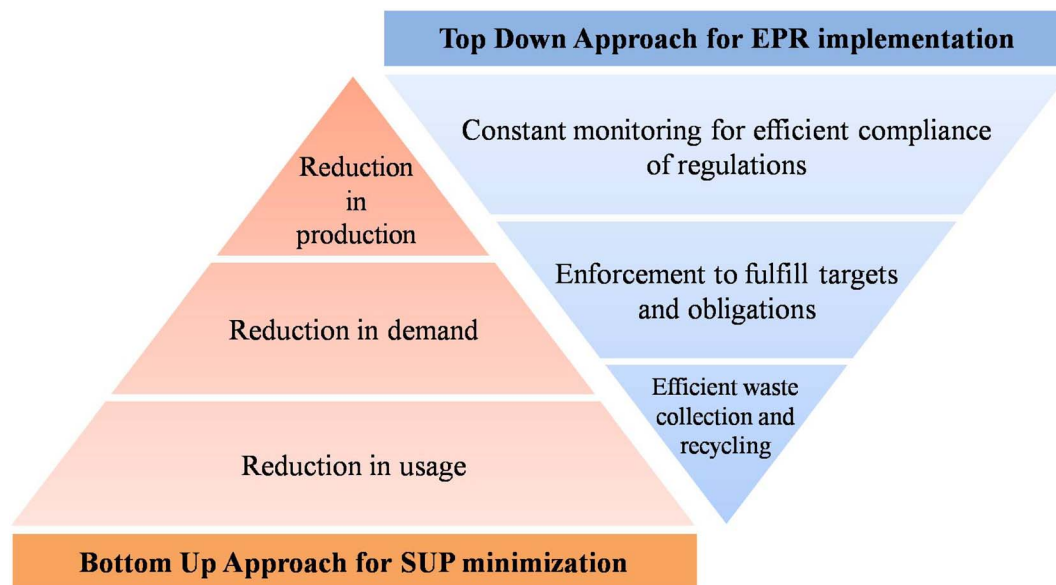 Top Down Approach for EPR implementation
Constant monitoring for efficient compliance
of regulations
Enforcement to fulfill targets
and obligations
Efficient waste
collection and
recycling
Reduction
in
production
Reduction in demand
Reduction in usage
Bottom Up Approach for SUP minimization